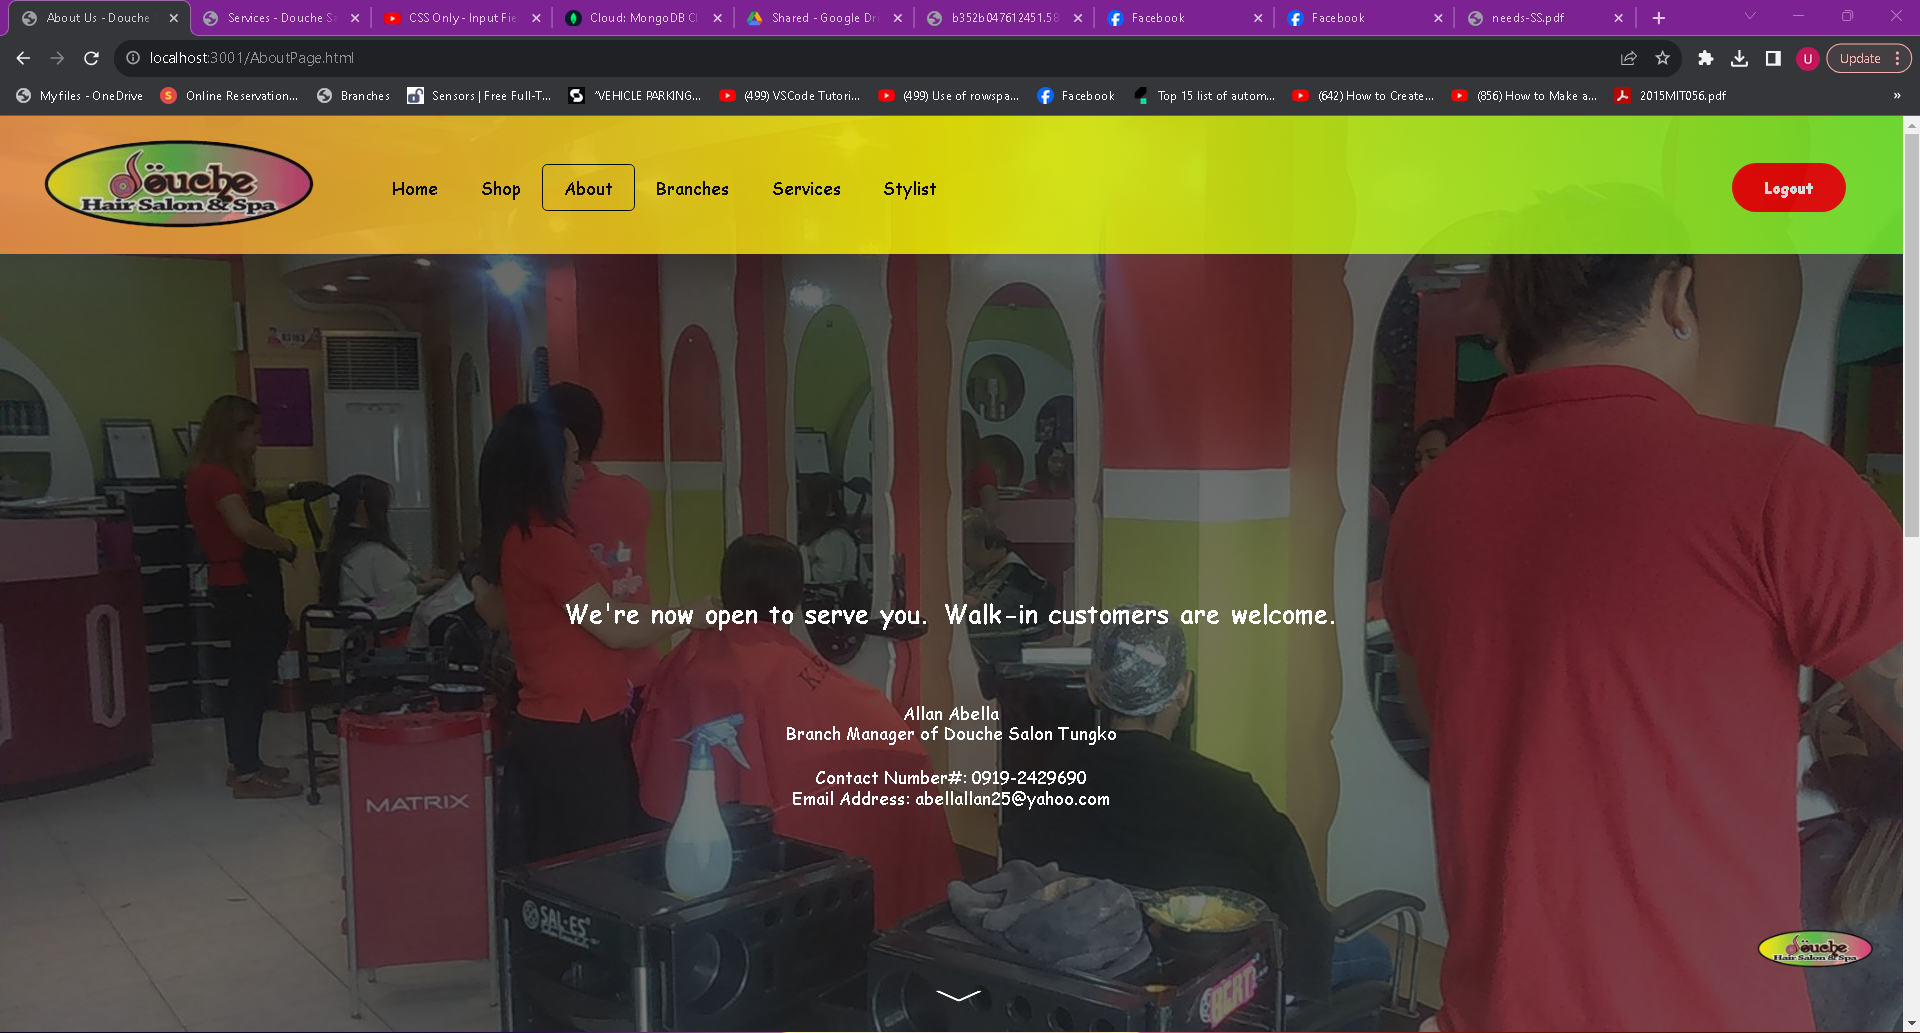 About Us - Douche
Services - Douche Sa
CSS Only - Input Fie
Cloud: MongoDB Cl
Shared - Google Dri
b352b047612451.58
Facebook
Facebook
needs-SS.pdf
localhost:3001/AboutPage.html
U
Update
Myfiles - OneDrive
Online Reservation...
Branches
Sensors | Free Full-T...
"VEHICLE PARKING...
(499) VSCode Tutori...
(499) Use of rowspa...
Facebook
Top 15 list of autom...
(642) How to Create...
(856) How to Make a...
2015MIT056.pdf
»
döuche
Hair Salon & Spa
Home
Shop
About
Branches
Services
Stylist
Logout
We're now open to serve you. Walk-in customers are welcome.
Allan Abella
Branch Manager of Douche Salon Tungko
Contact Number#: 0919-2429690
Email Address: abellallan25@yahoo.com
MATRIX
SAL-ES
döuche
Hair Salon & Spa